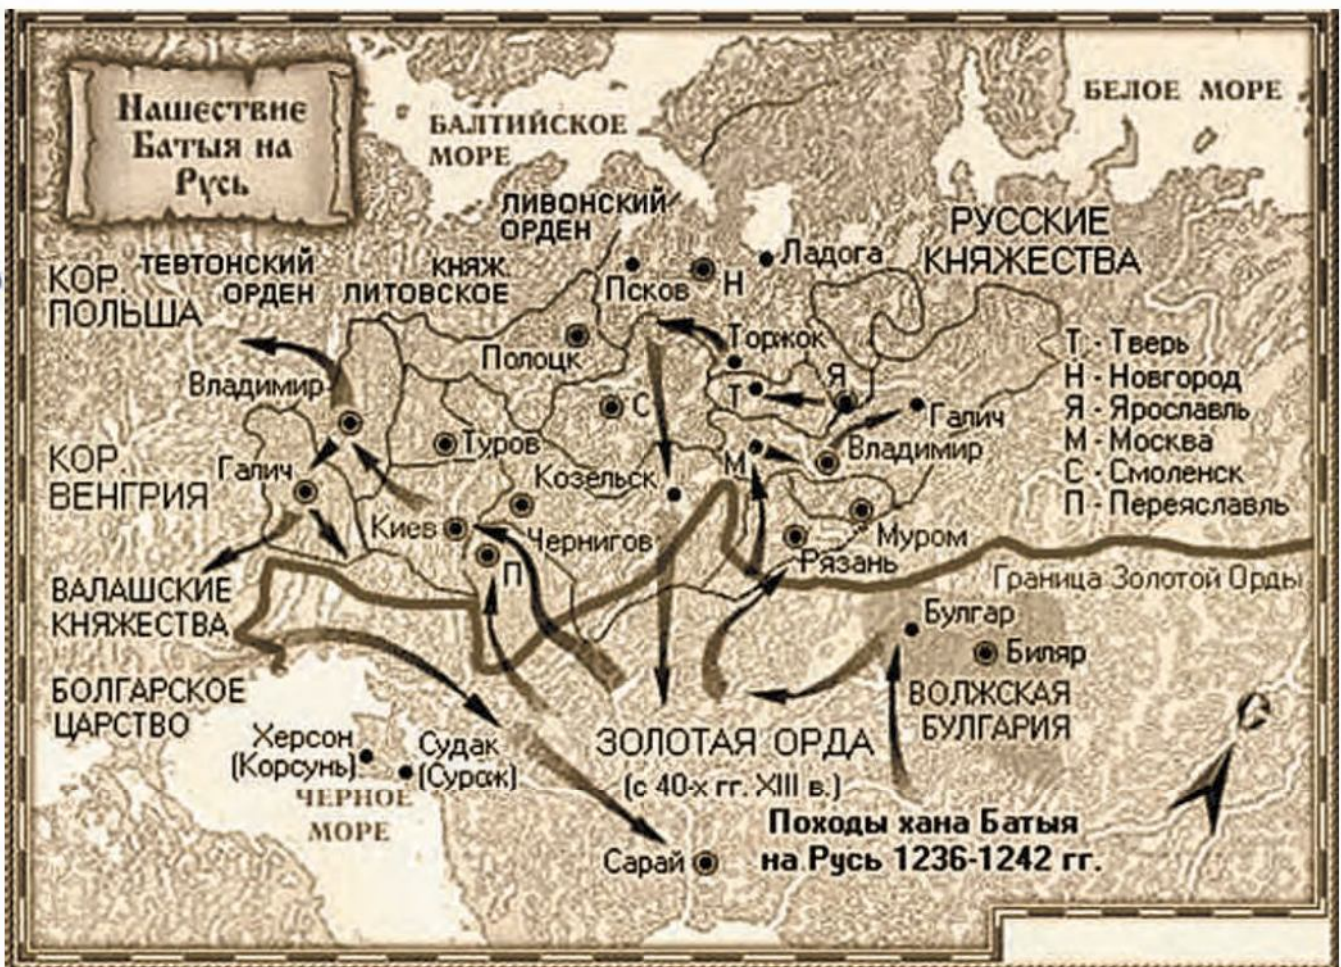 Нашествие
Батыя на
Русь
БЕЛОЕ МОРЕ
БАЛТИЙСКОЕ
МОРЕ
ЛИВОНСКИЙ
ОРДЕН
РУССКИЕ
КНЯЖЕСТВА
КОР.
ПОЛЬША
ТЕВТОНСКИЙ
ОРДЕН
КНЯЖ.
ЛИТОВСКОЕ
Псков
Н
Ладога
Полоцк
Торжок
Т - Тверь
Н - Новгород
Я - Ярославль
М - Москва
С - Смоленск
П - Переяславль
Владимир
С
Т
Я
Галич
Туров
М
Владимир
КОР.
ВЕНГРИЯ
Галич
Козельск
Киев
Чернигов
П
Муром
Рязань
Граница Золотой Орды
ВАЛАШСКИЕ
КНЯЖЕСТВА
Булгар
Биляр
БОЛГАРСКОЕ
ЦАРСТВО
ВОЛЖСКАЯ
БУЛГАРИЯ
С
Херсон
(Корсунь)
Судак
(Сурож)
ЗОЛОТАЯ ОРДА
(с 40-х гг. XIII в.)
ЧЕРНОЕ
МОРЕ
Походы хана Батыя
на Русь 1236-1242 гг.
Сарай